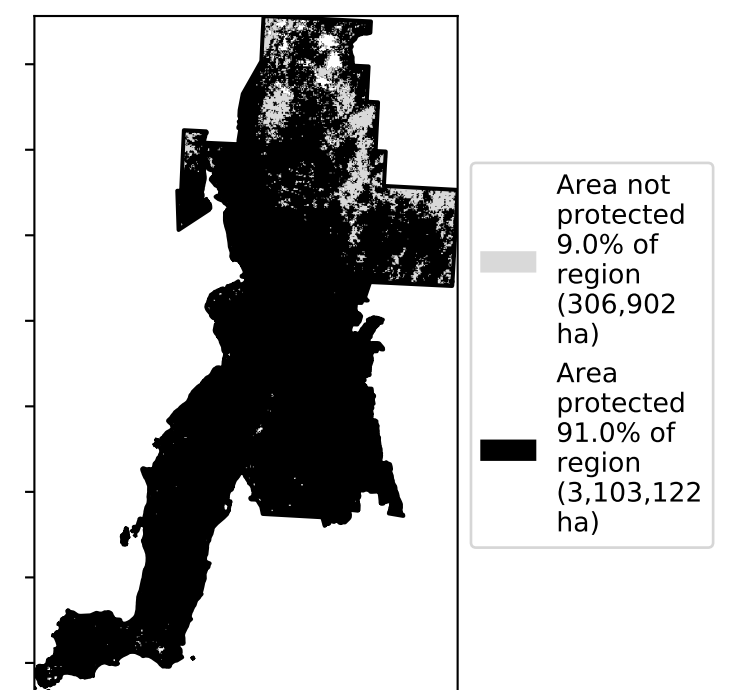 Area not
protected
9.0% of
region
(306,902
ha)
Area
protected
91.0% of
region
(3,103,122
ha)